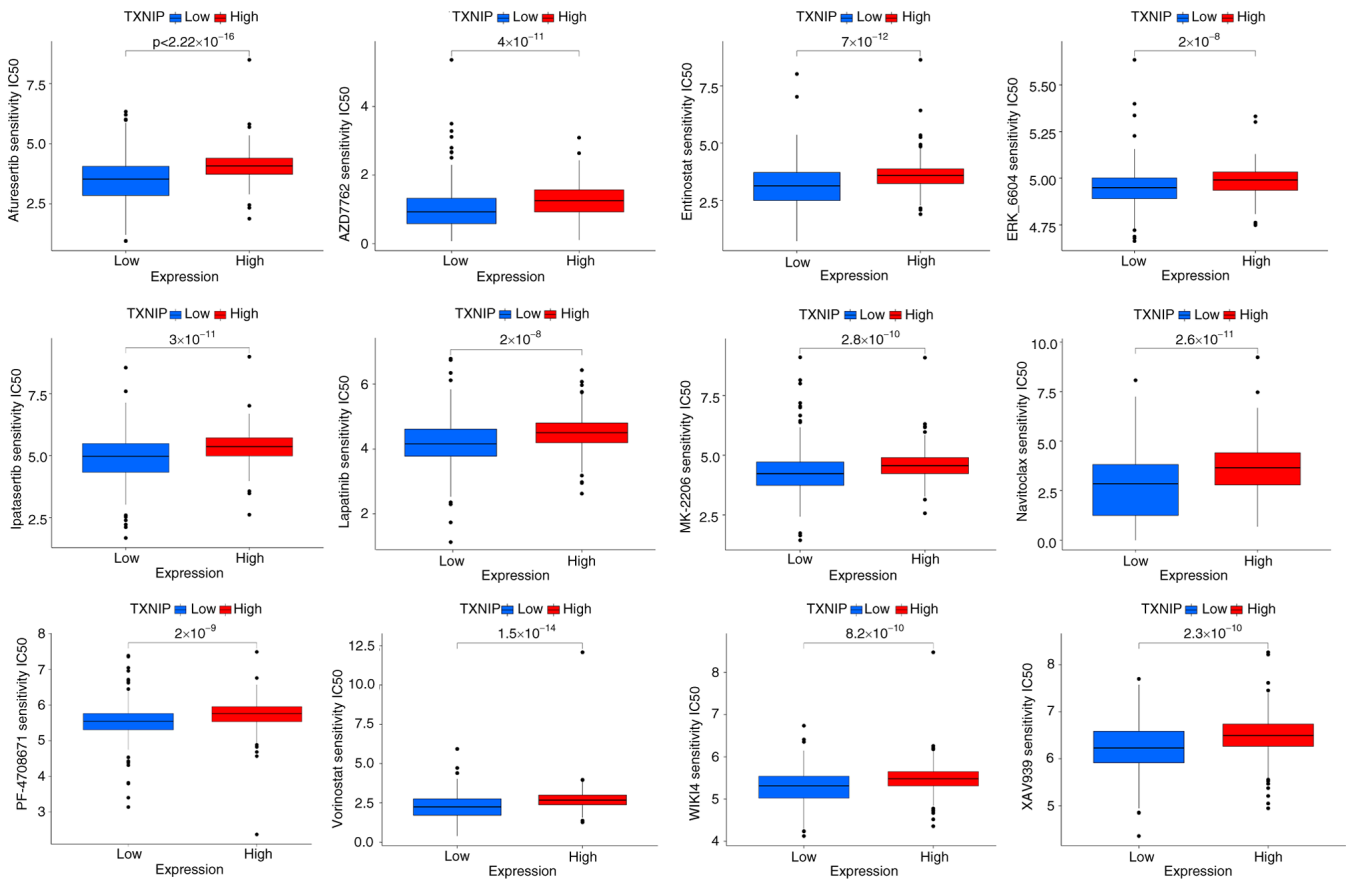 TXNIP Low High
p<2.22×10−16
Afuresertib sensitivity IC50
7.5
5.0
2.5
Low High
Expression
TXNIP Low High
4×10−11
AZD7762 sensitivity IC50
4
2
0
Low High
Expression
TXNIP Low High
7×10−12
Entinostat sensitivity IC50
7.5
5.0
2.5
Low High
Expression
TXNIP Low High
2×10−8
ERK_6604 sensitivity IC50
5.50
5.25
5.00
4.75
Low High
Expression
TXNIP Low High
3×10−11
Ipatasertib sensitivity IC50
7.5
5.0
2.5
Low High
Expression
TXNIP Low High
2×10−8
Lapatinib sensitivity IC50
6
4
2
Low High
Expression
TXNIP Low High
2.8×10−10
MK-2206 sensitivity IC50
7.5
5.0
2.5
Low High
Expression
TXNIP Low High
2.6×10−11
Navitoclax sensitivity IC50
10.0
7.5
5.0
2.5
0.0
Low High
Expression
TXNIP Low High
2×10−9
PF-4708671 sensitivity IC50
8
7
6
5
4
3
Low High
Expression
TXNIP Low High
1.5×10−14
Vorinostat sensitivity IC50
12.5
10.0
7.5
5.0
2.5
0.0
Low High
Expression
TXNIP Low High
8.2×10−10
WIKI4 sensitivity IC50
8
7
6
5
4
Low High
Expression
TXNIP Low High
2.3×10−10
XAV939 sensitivity IC50
8
7
6
5
Low High
Expression